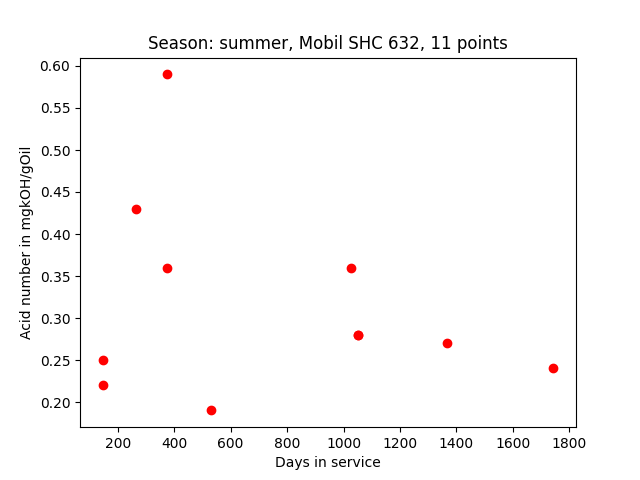 Season: summer, Mobil SHC 632, 11 points
0.60
0.55
0.50
0.45
0.40
0.35
0.30
0.25
0.20
Acid number in mgkOH/gOil
200 400 600 800 1000 1200 1400 1600 1800
Days in service